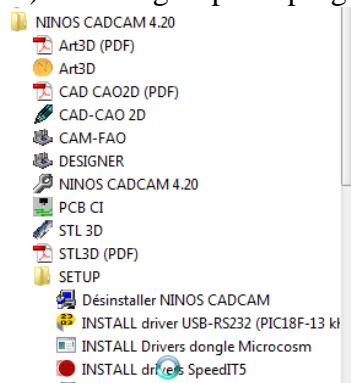 NINOS CADCAM 4.20
Art3D (PDF)
Art3D
CAD CAO2D (PDF)
CAD-CAO 2D
CAM-FAO
DESIGNER
NINOS CADCAM 4.20
PCB CI
STL 3D
STL3D (PDF)
SETUP
Désinstaller NINOS CADCAM
INSTALL driver USB-RS232 (PIC18F-13 kl
INSTALL Drivers dongle Microcosm
INSTALL drivers SpeedIT5